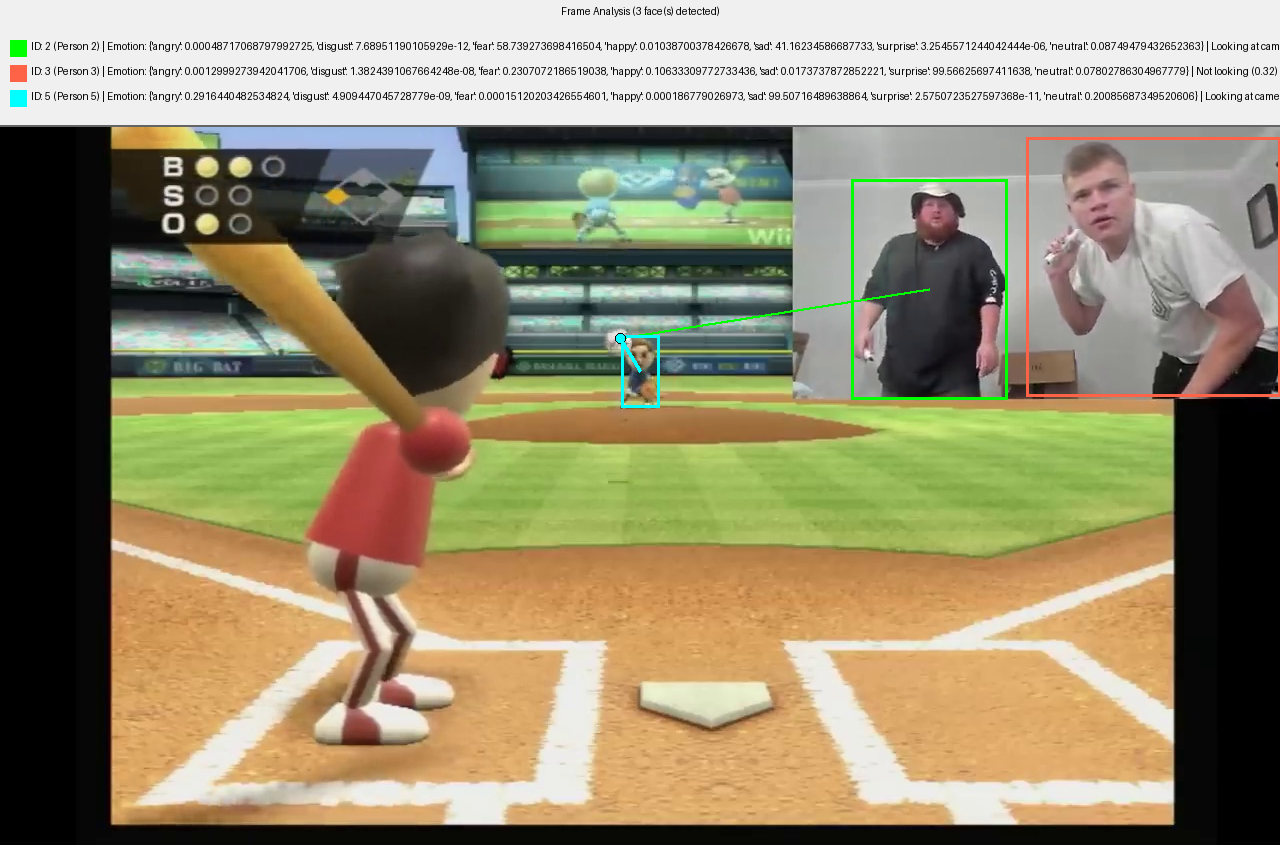 Frame Analysis (3 face(s) detected)
ID: 2 (Person 2) | Emotion: {'angry': 0.00048717068797992725, 'disgust': 7.68951190105929e-12, 'fear': 58.739273698416504, 'happy': 0.01038700378426678, 'sad': 41.16234586687733, 'surprise': 3.2545571244042444e-06, 'neutral': 0.08749479432652363} | Looking at cam
ID: 3 (Person 3) | Emotion: {'angry': 0.0012999273942041706, 'disgust': 1.3824391067664248e-08, 'fear': 0.2307072186519038, 'happy': 0.10633309772733436, 'sad': 0.0173737872852221, 'surprise': 99.56625697411638, 'neutral': 0.07802786304967779} | Not looking (0.32)
ID: 5 (Person 5) | Emotion: {'angry': 0.2916440482534824, 'disgust': 4.909447045728779e-09, 'fear': 0.00015120203426554601, 'happy': 0.000186779026973, 'sad': 99.50716489638864, 'surprise': 2.5750723527597368e-11, 'neutral': 0.20085687349520606} | Looking at came
B
S
O
Wii
BIG BAT